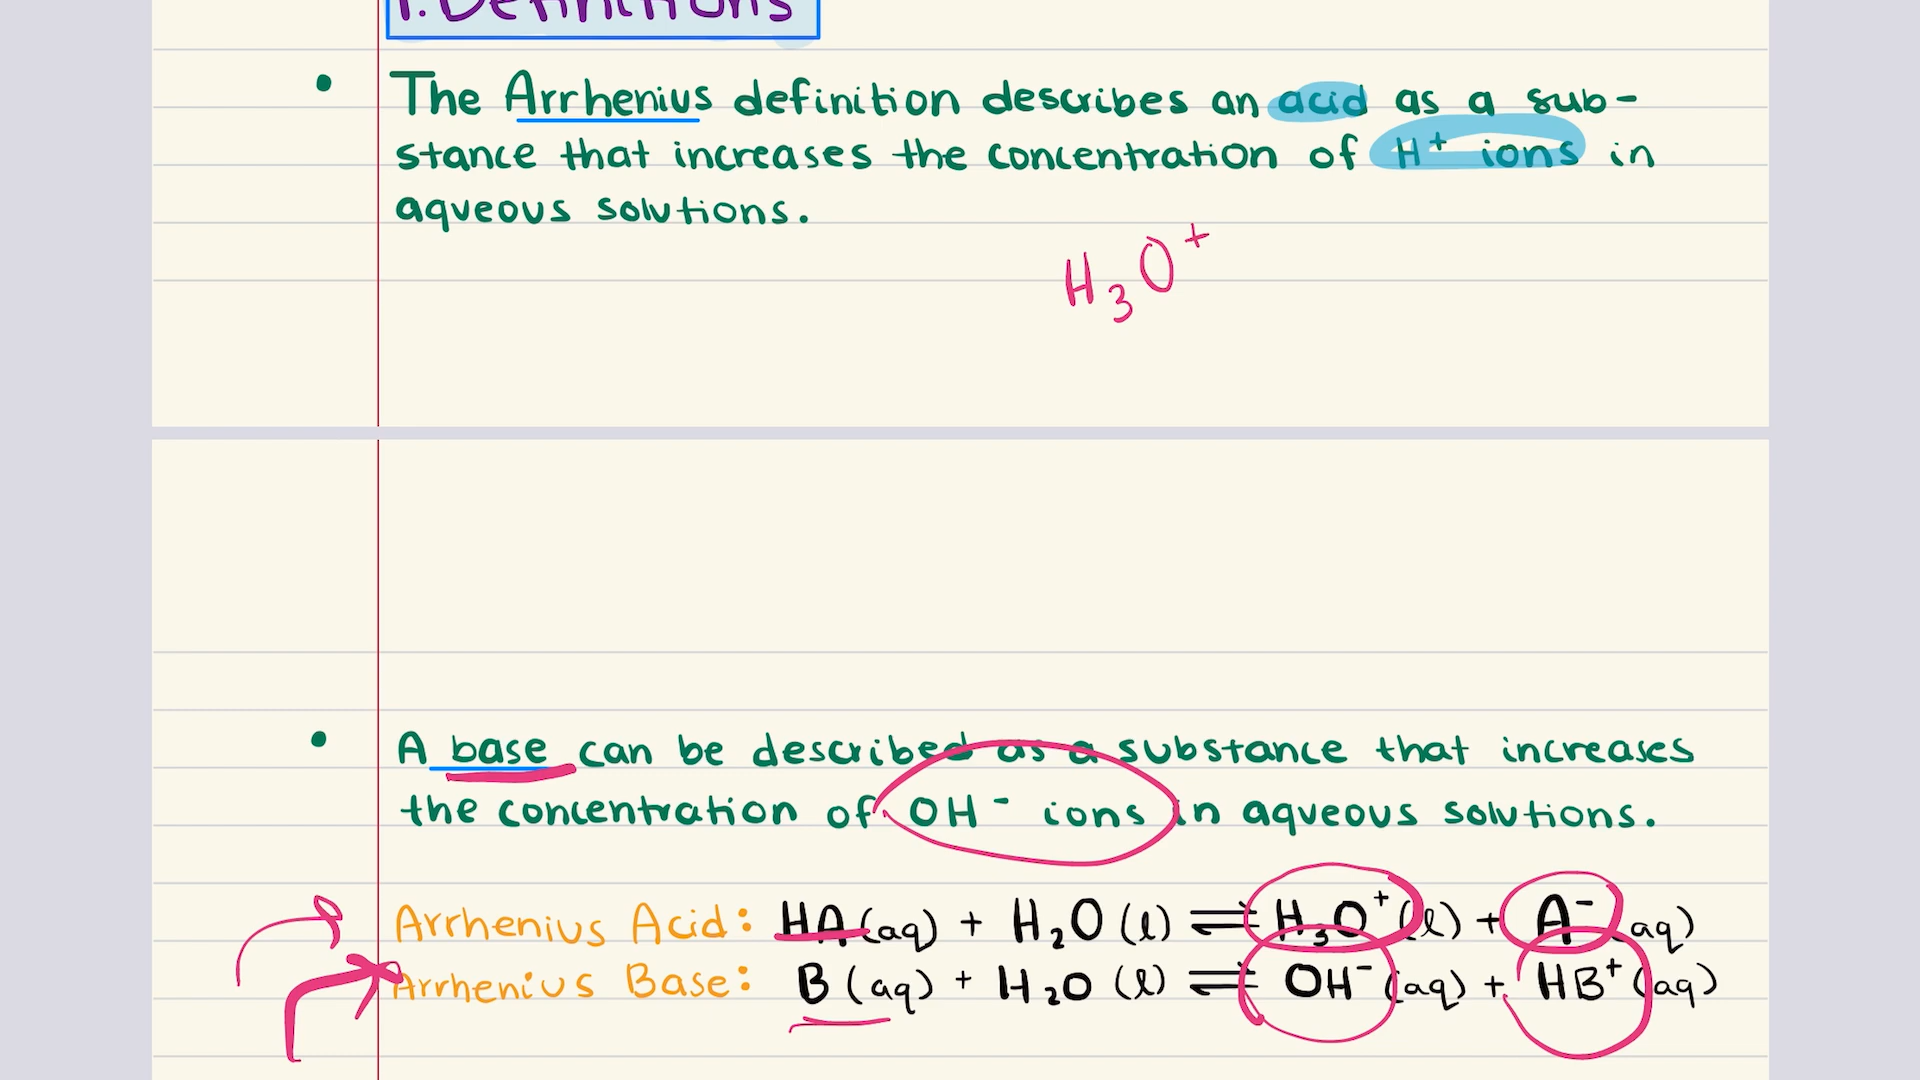 1. Definitions
• The Arrhenius definition describes an acid as a sub-
stance that increases the concentration of H⁺ ions in
aqueous solutions.
H₃O⁺
• A base can be described as a substance that increases
the concentration of OH⁻ ions in aqueous solutions.
Arrhenius Acid: HA(aq) + H₂O (l) ⇌ H₃O⁺(l) + A⁻(aq)
Arrhenius Base: B (aq) + H₂O (l) ⇌ OH⁻(aq) + HB⁺(aq)